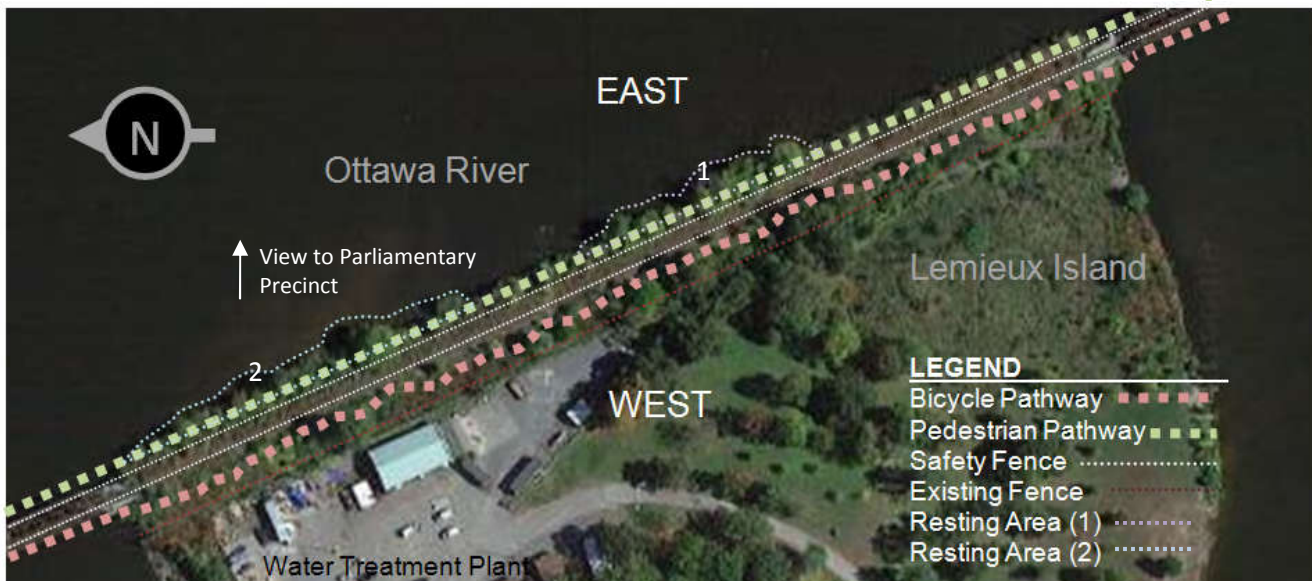 EAST
N
Ottawa River
1
View to Parliamentary
Precinct
Lemieux Island
2
WEST
LEGEND
Bicycle Pathway
Pedestrian Pathway
Safety Fence
Existing Fence
Resting Area (1)
Resting Area (2)
Water Treatment Plant